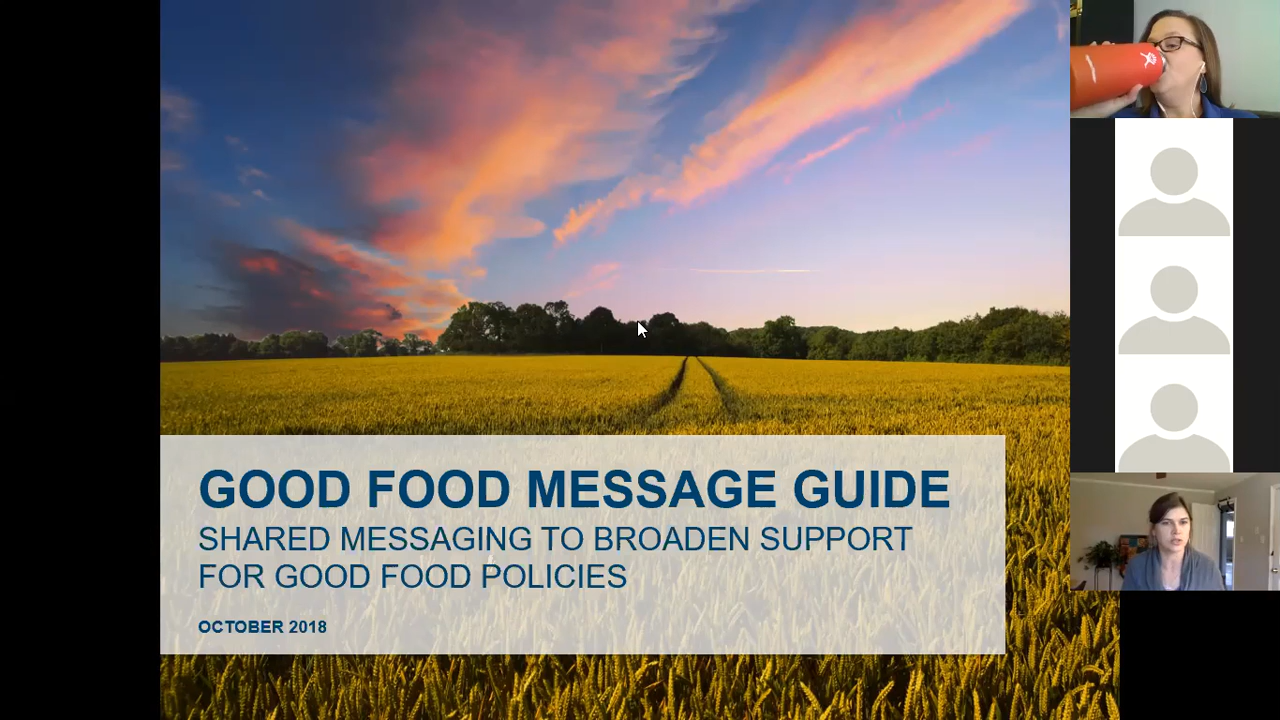 GOOD FOOD MESSAGE GUIDE
SHARED MESSAGING TO BROADEN SUPPORT
FOR GOOD FOOD POLICIES
OCTOBER 2018